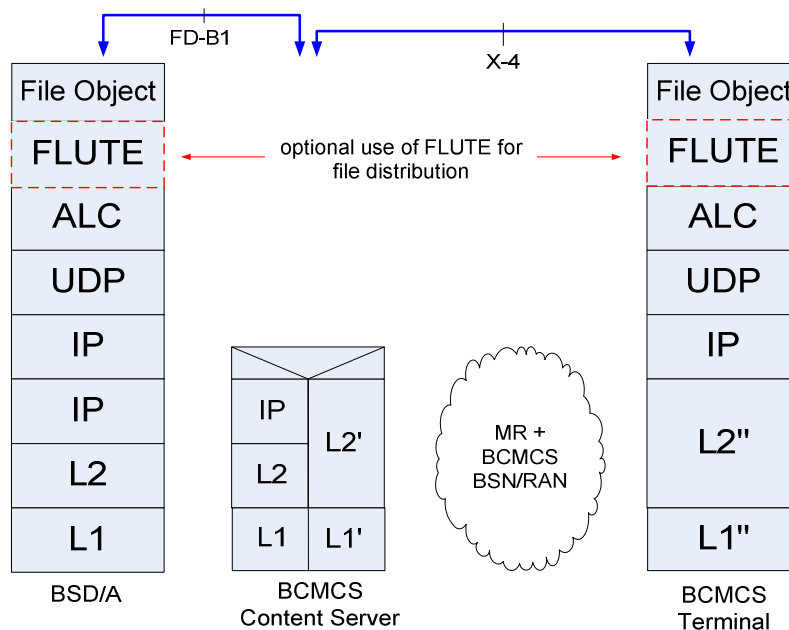 FD-B1
X-4
File Object
FLUTE
ALC
UDP
IP
IP
L2
L1
BSD/A
optional use of FLUTE for
file distribution
IP
L2
L1
L2'
L1'
BCMCS
Content Server
MR +
BCMCS
BSN/RAN
File Object
FLUTE
ALC
UDP
IP
L2"
L1"
BCMCS
Terminal